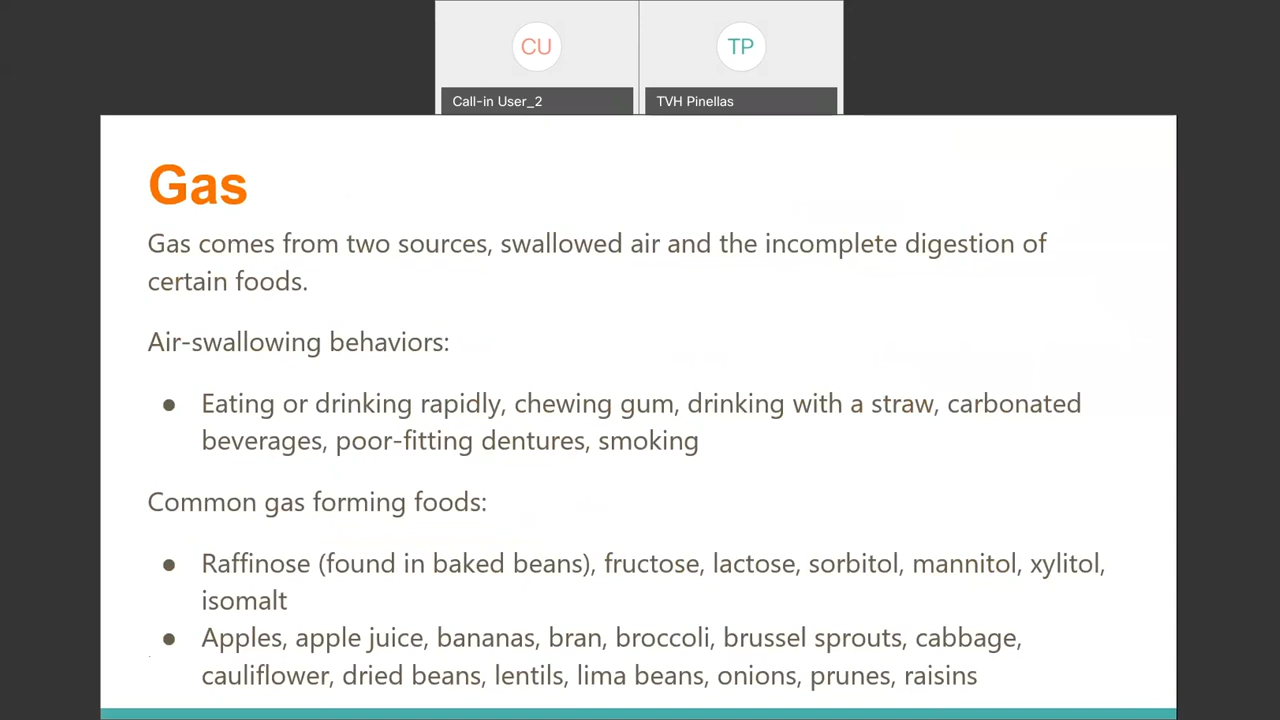 CU
TP
Call-in User_2
TVH Pinellas
Gas
Gas comes from two sources, swallowed air and the incomplete digestion of
certain foods.
Air-swallowing behaviors:
● Eating or drinking rapidly, chewing gum, drinking with a straw, carbonated
beverages, poor-fitting dentures, smoking
Common gas forming foods:
● Raffinose (found in baked beans), fructose, lactose, sorbitol, mannitol, xylitol,
isomalt
● Apples, apple juice, bananas, bran, broccoli, brussel sprouts, cabbage,
cauliflower, dried beans, lentils, lima beans, onions, prunes, raisins